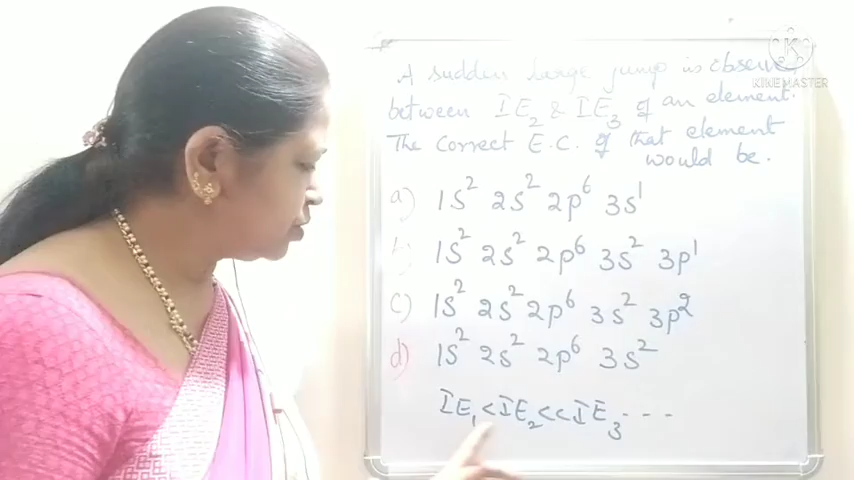 A sudden large jump is observe
between IE₂ & IE₃ of an element.
The correct E.C. of that element
would be.
a) 1S² 2S² 2p⁶ 3S¹
b) 1S² 2S² 2p⁶ 3S² 3p¹
c) 1S² 2S² 2p⁶ 3S² 3p²
d) 1S² 2S² 2p⁶ 3S²
IE₁<IE₂<<IE₃---
KINEMASTER